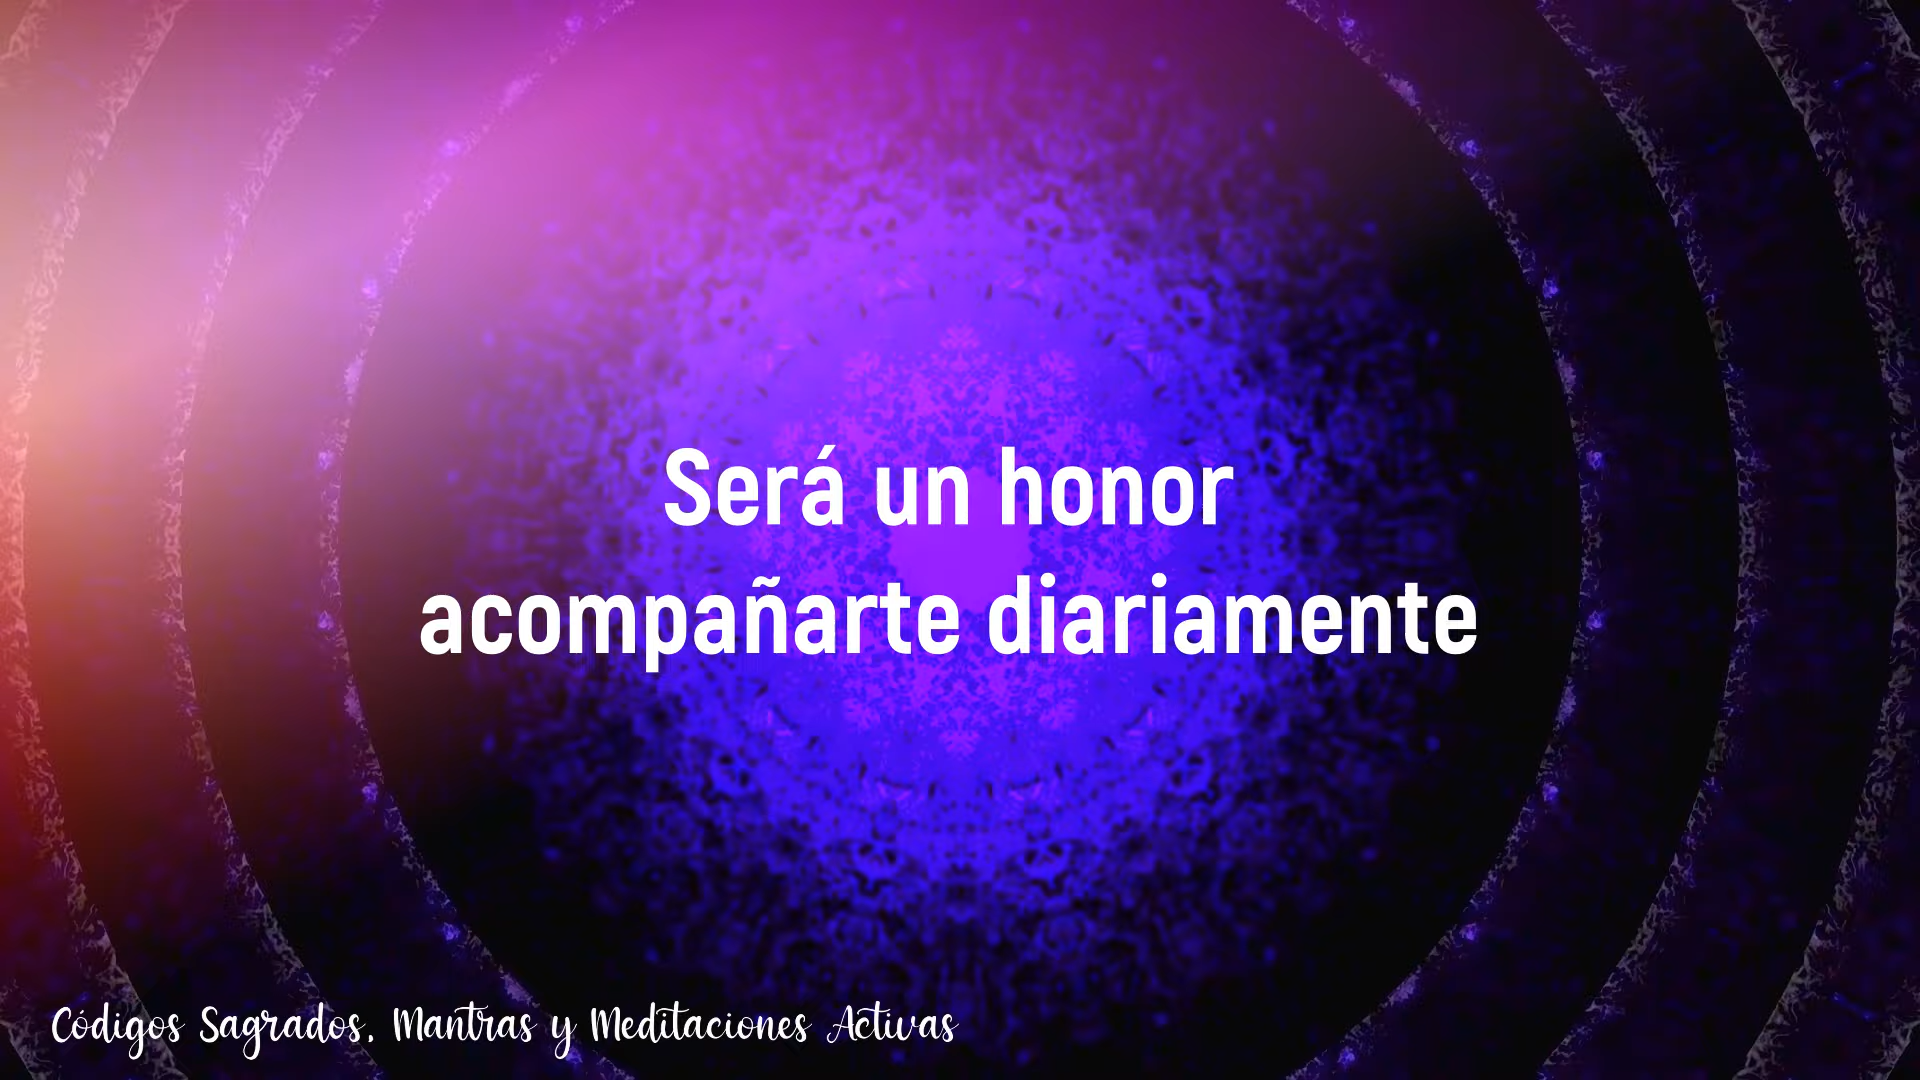 Será un honor
acompañarte diariamente
Códigos Sagrados, Mantras y Meditaciones Activas